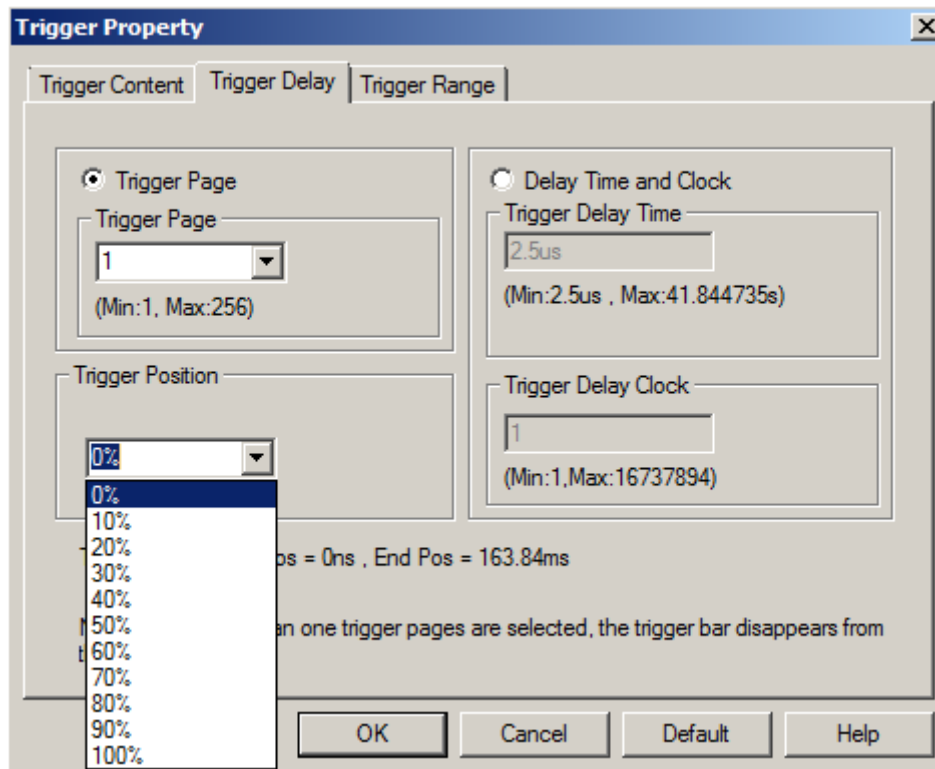 Trigger Property
Trigger Content
Trigger Delay
Trigger Range
Trigger Page
Trigger Page
1
(Min:1, Max:256)
Delay Time and Clock
Trigger Delay Time
2.5us
(Min:2.5us , Max:41.844735s)
Trigger Position
0%
Trigger Delay Clock
1
(Min:1,Max:16737894)
0%
10%
20%
30%
40%
50%
60%
70%
80%
90%
100%
os = 0ns , End Pos = 163.84ms
an one trigger pages are selected, the trigger bar disappears from
OK
Cancel
Default
Help